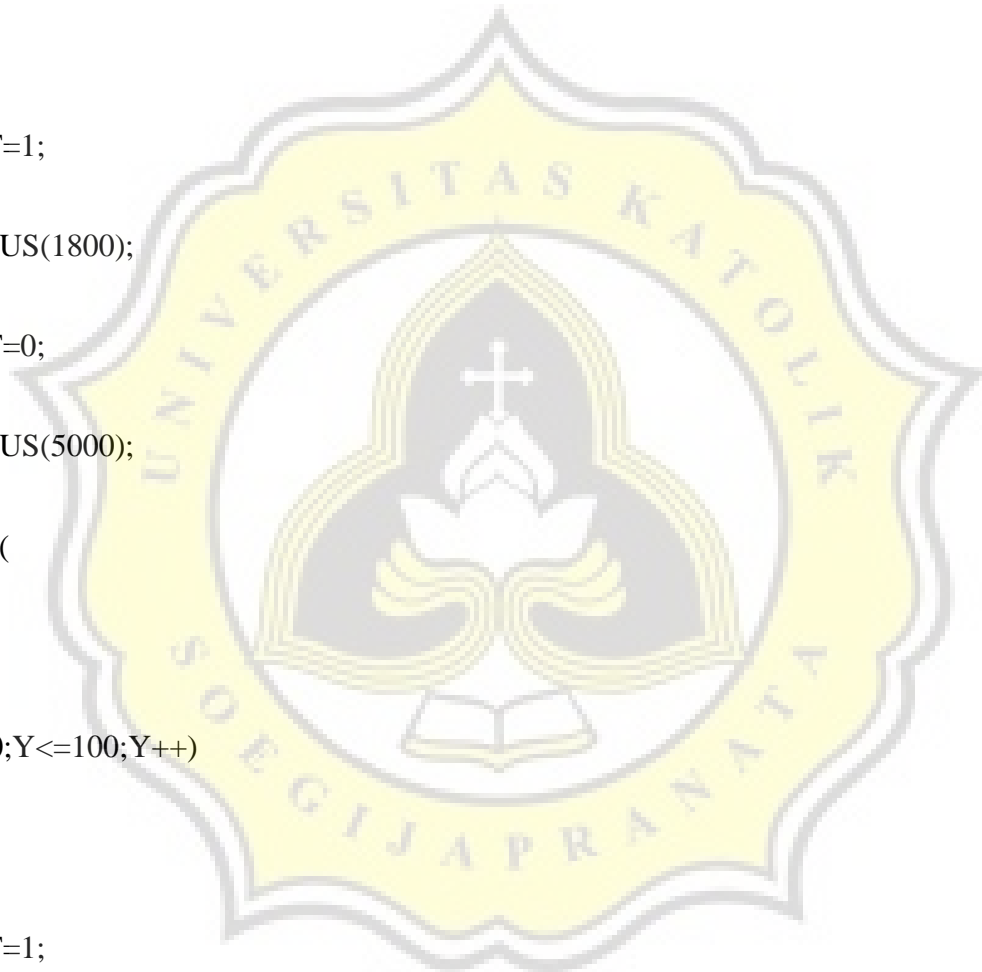 =1;
US(1800);
=0;
US(5000);
(
;Y<=100;Y++)
=1;
UNIVERSITAS KATOLIK
SOEGIJAPRANATA